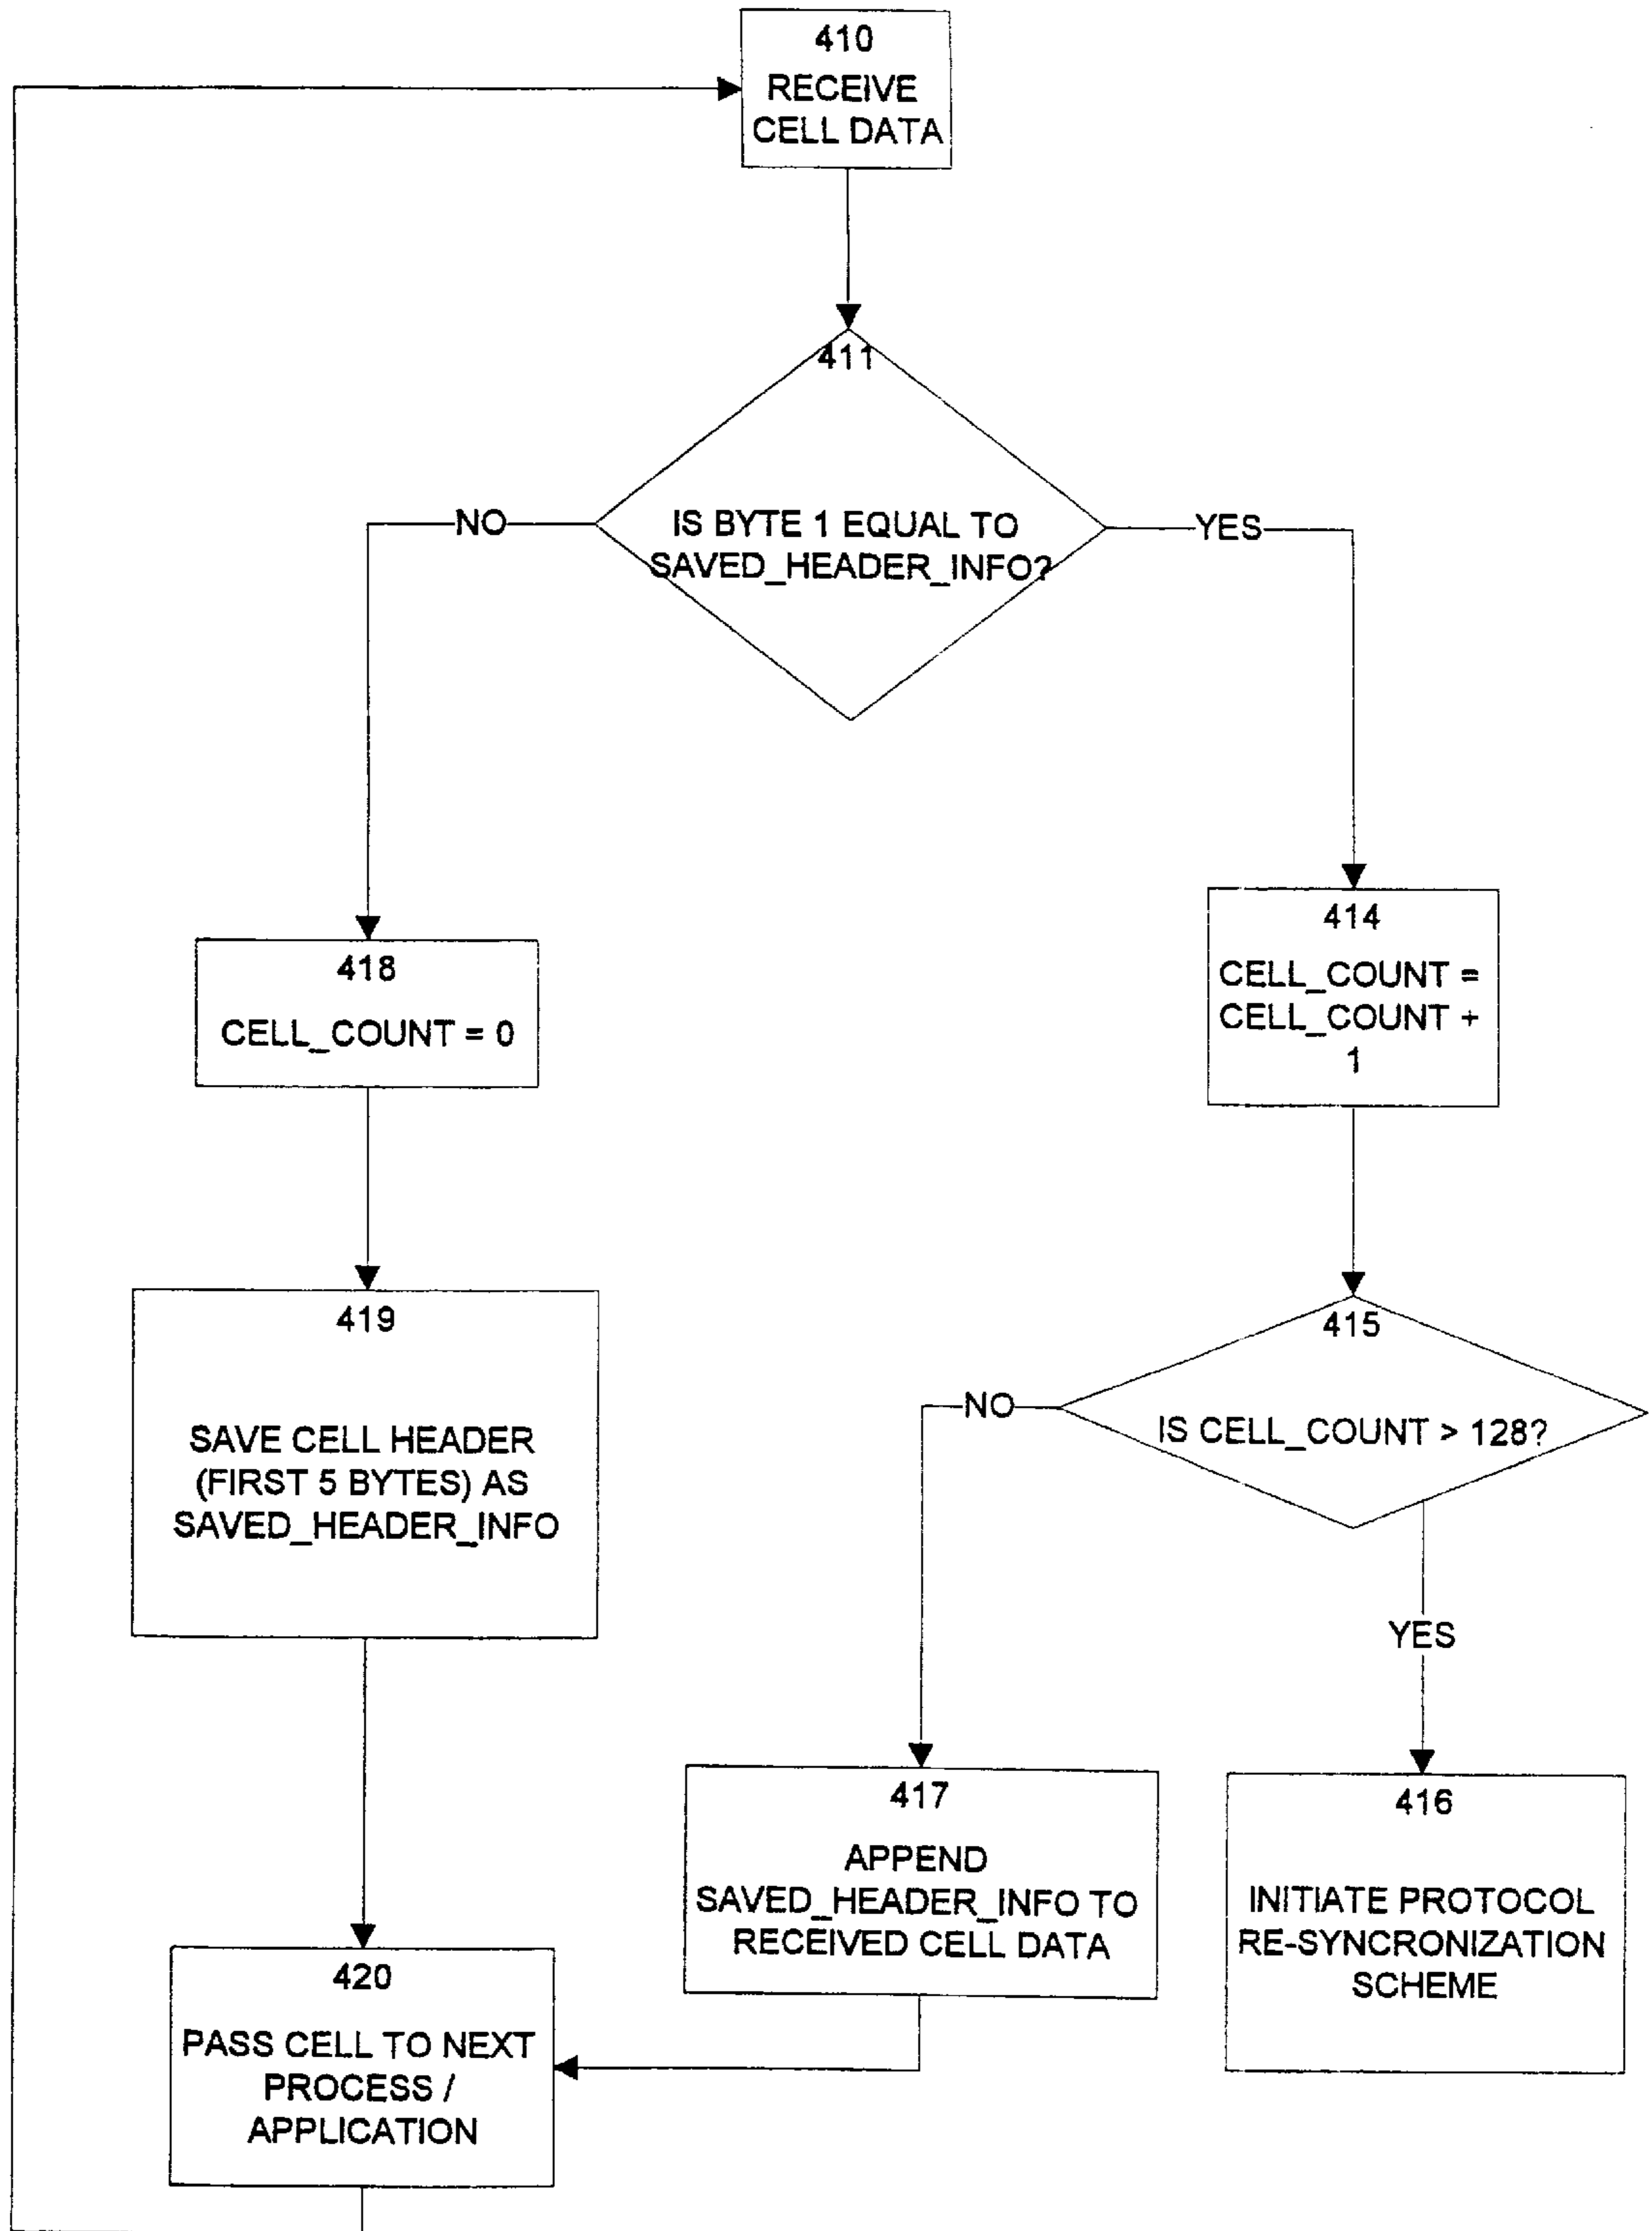 410
RECEIVE
CELL DATA
411
IS BYTE 1 EQUAL TO
SAVED_HEADER_INFO?
NO
YES
418
CELL_COUNT = 0
414
CELL_COUNT =
CELL_COUNT +
1
419
SAVE CELL HEADER
(FIRST 5 BYTES) AS
SAVED_HEADER_INFO
415
IS CELL_COUNT > 128?
NO
YES
417
APPEND
SAVED_HEADER_INFO TO
RECEIVED CELL DATA
416
INITIATE PROTOCOL
RE-SYNCRONIZATION
SCHEME
420
PASS CELL TO NEXT
PROCESS /
APPLICATION